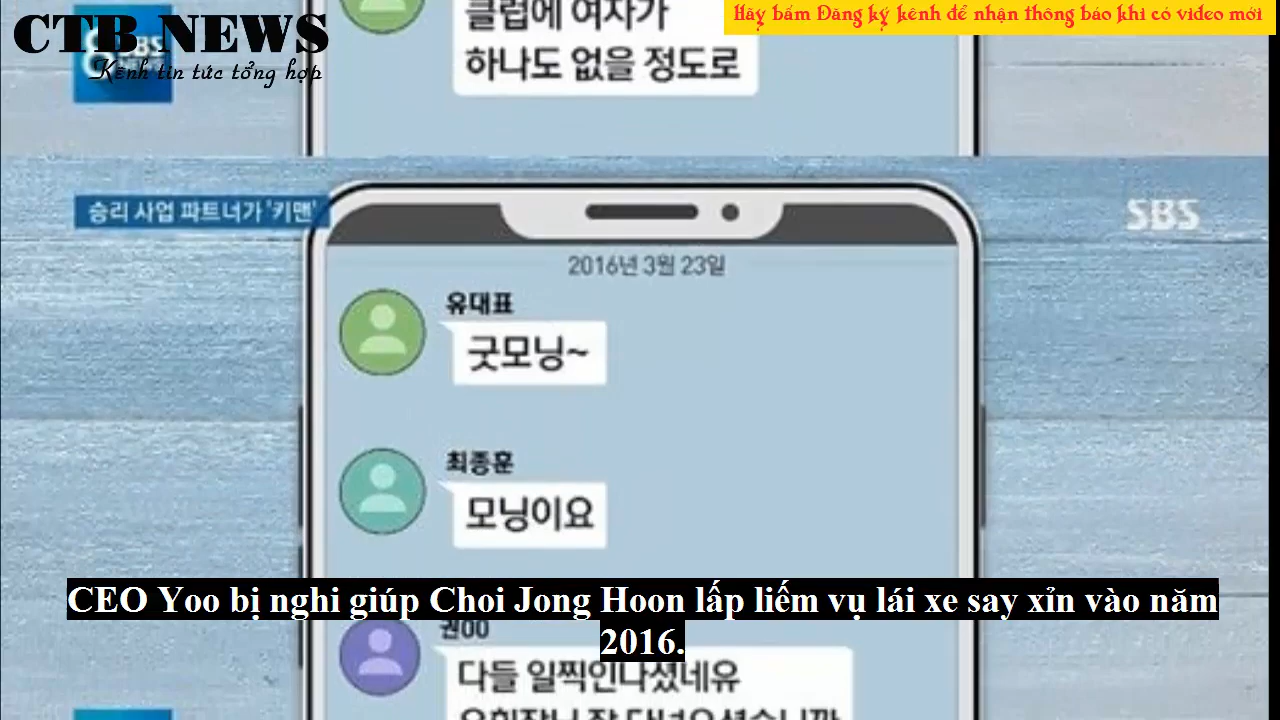 CTB NEWS
Kênh tin tức tổng hợp
8 SBS
Hãy bấm Đăng ký kênh để nhận thông báo khi có video mới
클럽에 여자가
하나도 없을 정도로
승리 사업 파트너가 '키맨'
SBS
2016년 3월 23일
유대표
굿모닝~
최종훈
모닝이요
CEO Yoo bị nghi giúp Choi Jong Hoon lấp liếm vụ lái xe say xỉn vào năm
2016.
권00
다들 일찍인나셨네유